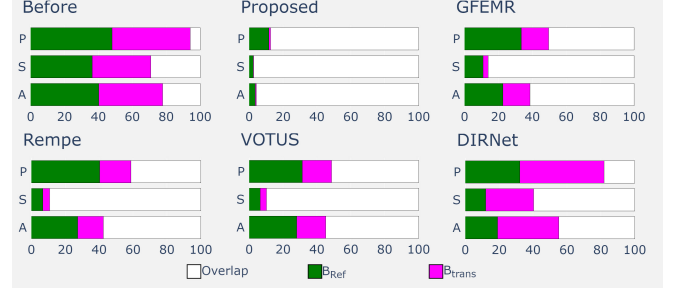 Before Proposed GFEMR
P P P
S S S
A A A
0 20 40 60 80 100 0 20 40 60 80 100 0 20 40 60 80 100
Rempe VOTUS DIRNet
P P P
S S S
A A A
0 20 40 60 80 100 0 20 40 60 80 100 0 20 40 60 80 100
Overlap B_Ref B_trans